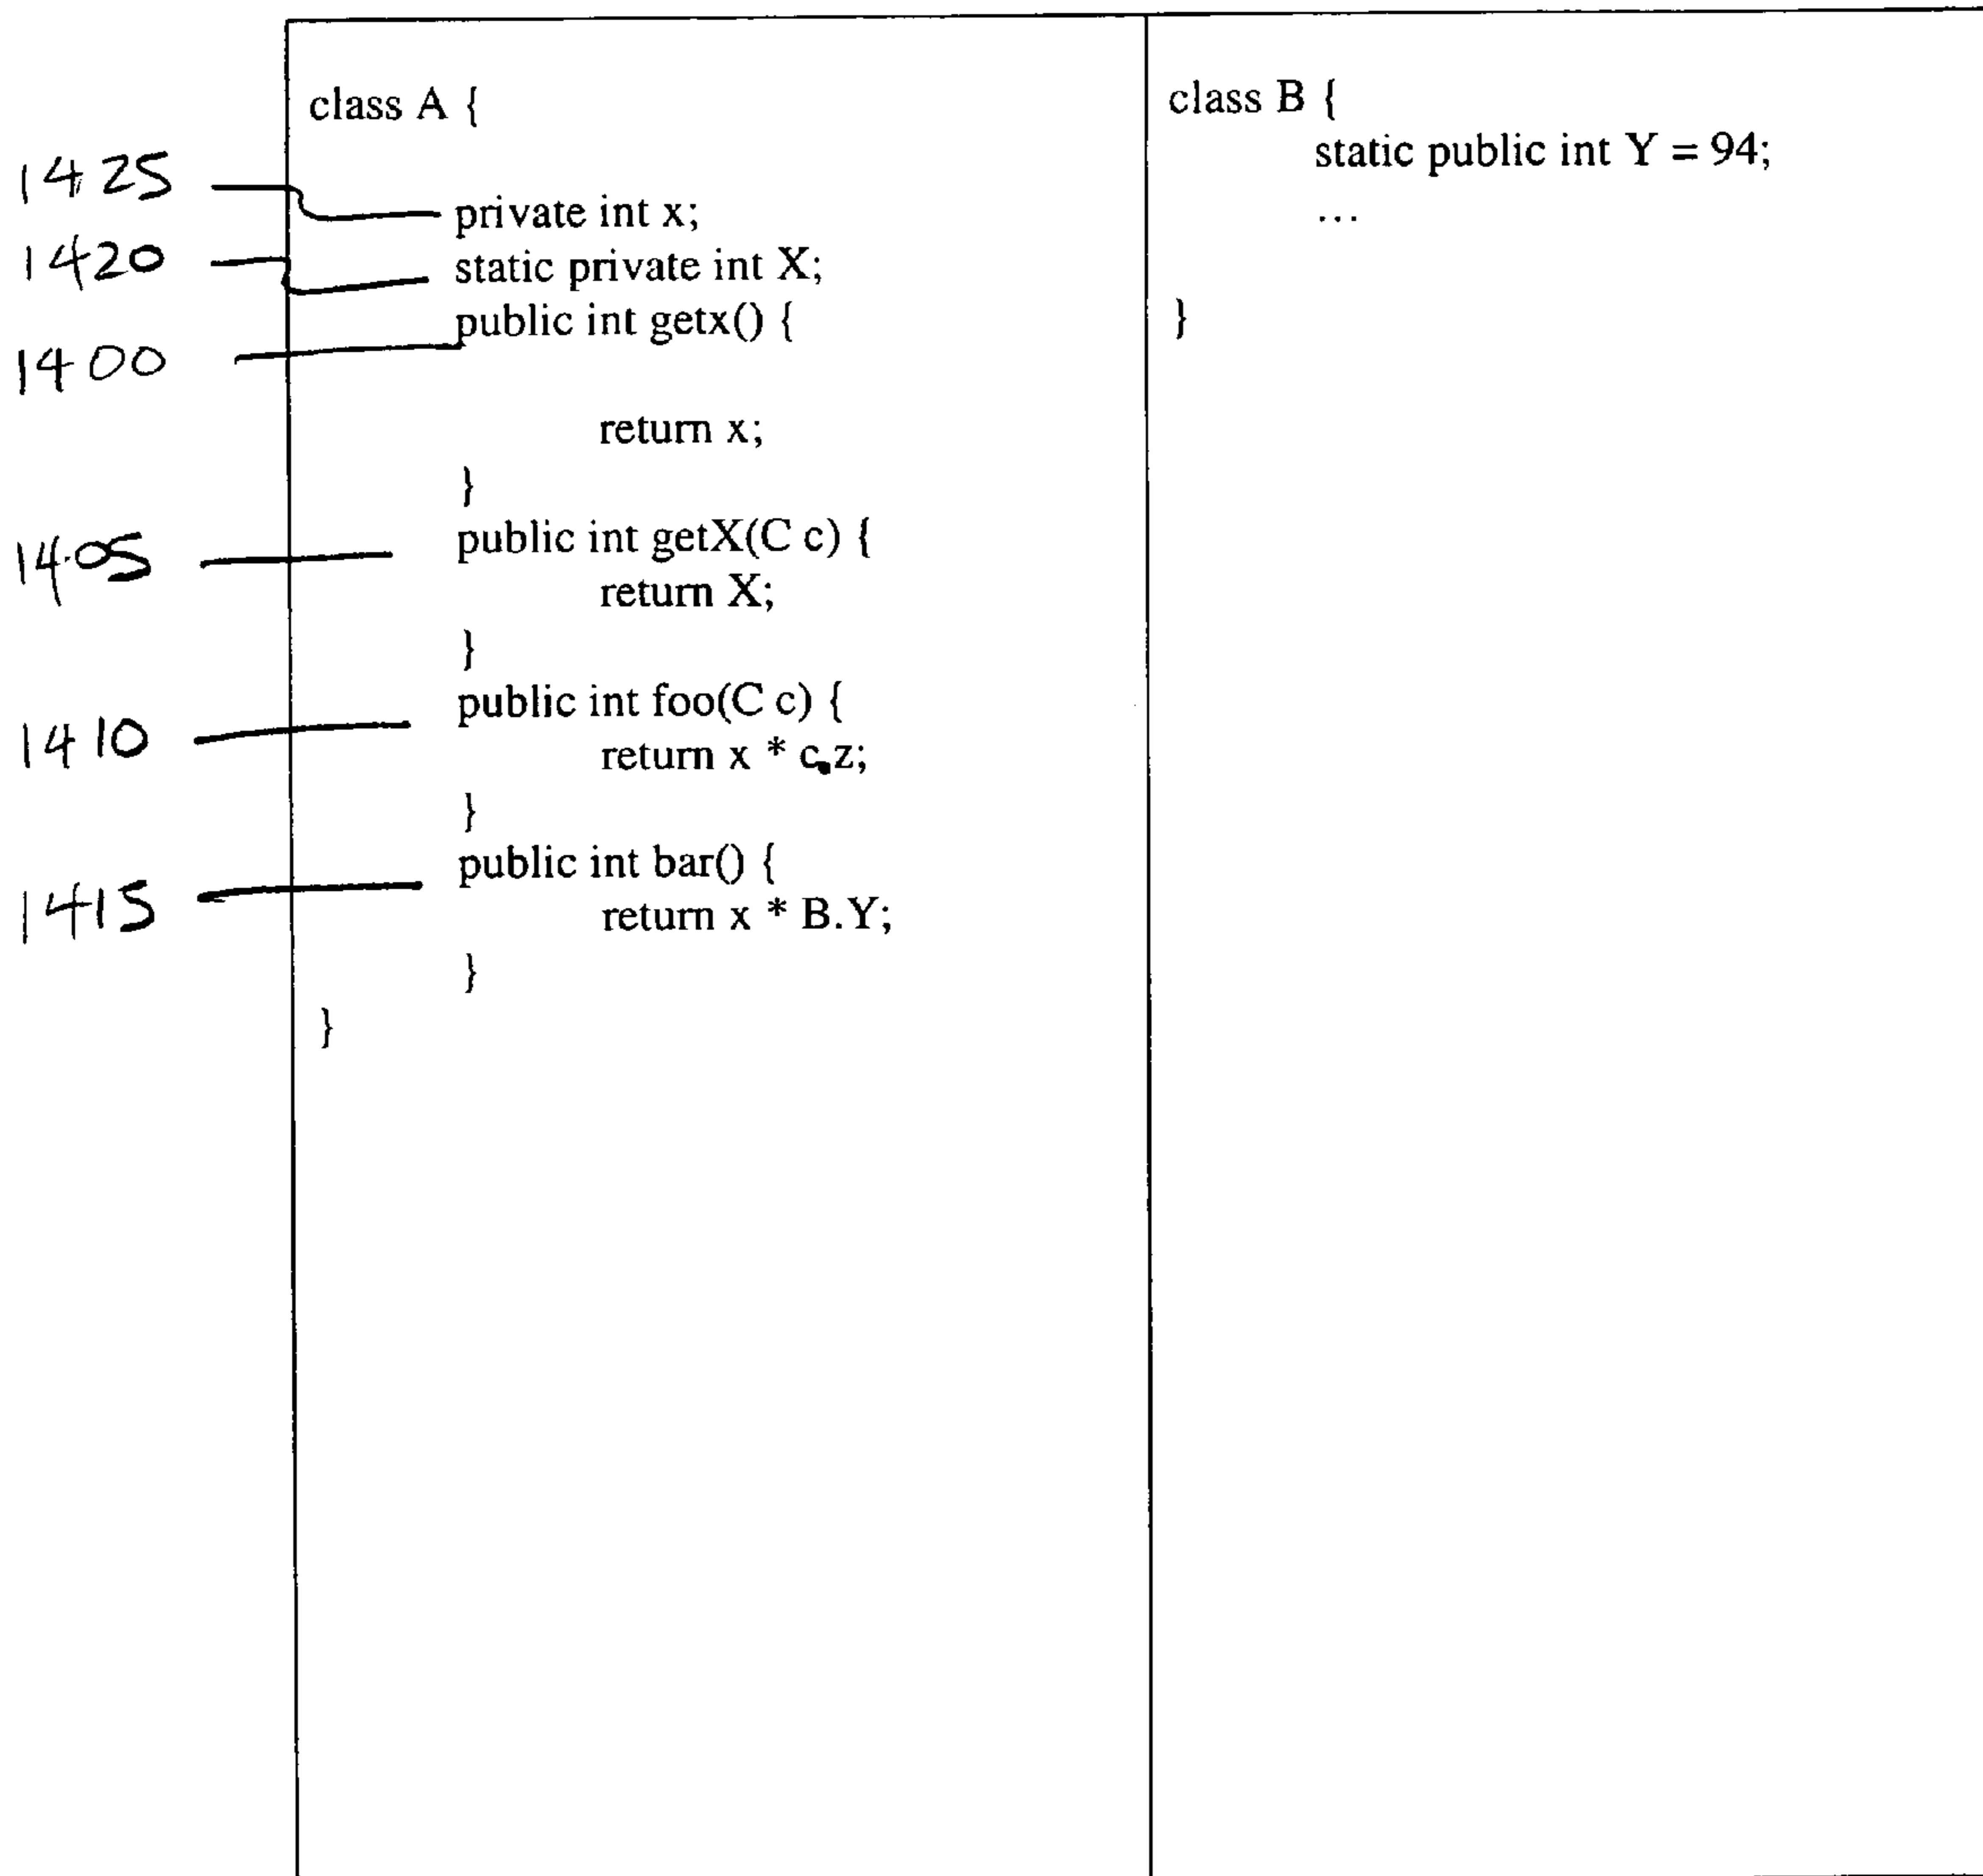 class A {
1425
private int x;
1420
static private int X;
public int getx() {
1400
return x;
}
1405
public int getX(C c) {
return X;
}
1410
public int foo(C c) {
return x * c.z;
}
1415
public int bar() {
return x * B.Y;
}
}
class B {
static public int Y = 94;
...
}